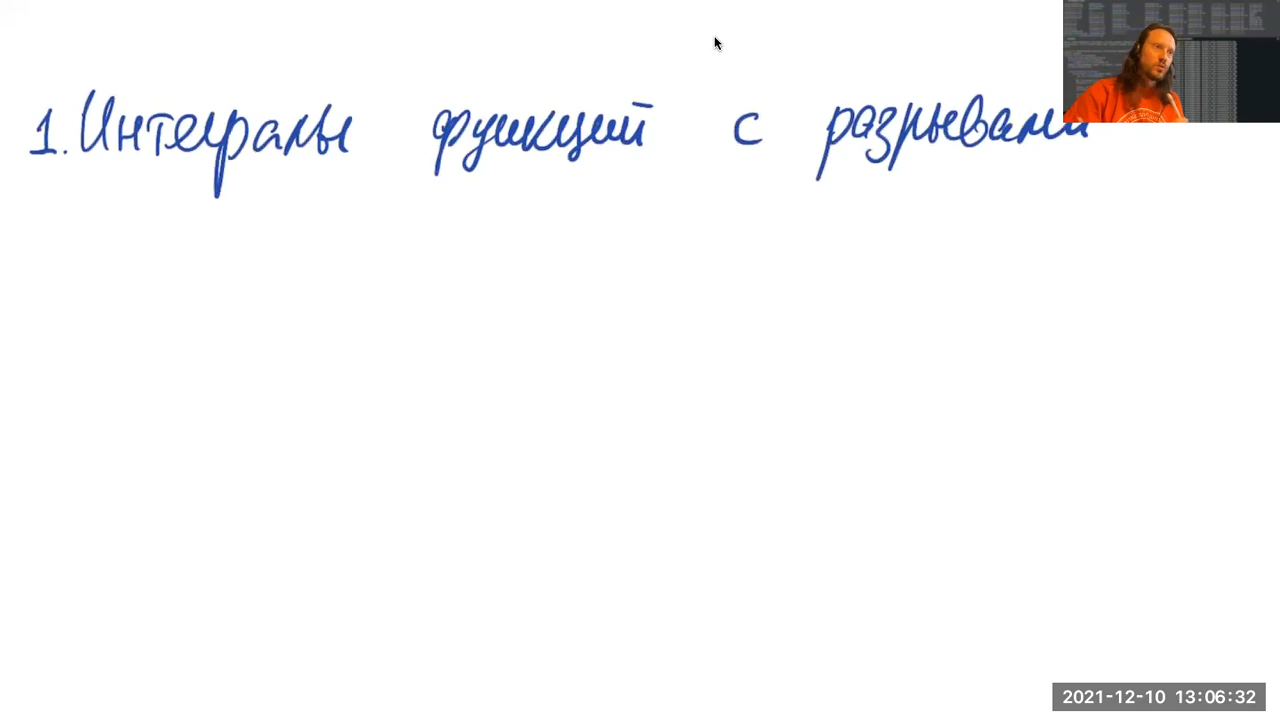 1. Интегралы функций с разрывами
2021-12-10 13:06:32